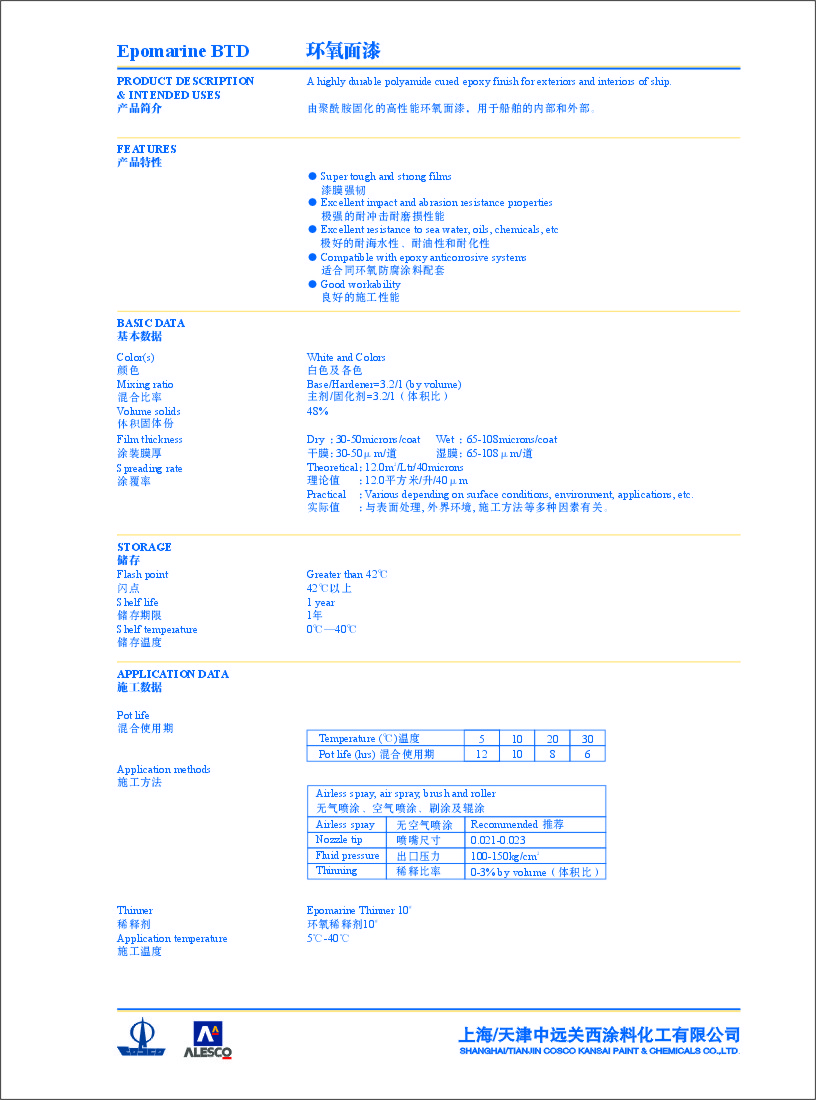 Epomarine BTD 环氧面漆
PRODUCT DESCRIPTION A highly durable polyamide cured epoxy finish for exteriors and interiors of ship.
& INTENDED USES
产品简介 由聚酰胺固化的高性能环氧面漆，用于船舶的内部和外部。
FEATURES
产品特性
● Super tough and strong films
漆膜强韧
● Excellent impact and abrasion resistance properties
极强的耐冲击耐磨损性能
● Excellent resistance to sea water, oils, chemicals, etc
极好的耐海水性、耐油性和耐化性
● Compatible with epoxy anticorrosive systems
适合同环氧防腐涂料配套
● Good workability
良好的施工性能
BASIC DATA
基本数据
Color(s) White and Colors
颜色 白色及各色
Mixing ratio Base/Hardener=3.2/1 (by volume)
混合比率 主剂/固化剂=3.2/1（体积比）
Volume solids 48%
体积固体份
Film thickness Dry : 30-50microns/coat Wet : 65-108microns/coat
涂装膜厚 干膜: 30-50μm/道 湿膜: 65-108μm/道
Spreading rate Theoretical: 12.0m²/Ltr/40microns
涂覆率 理论值 : 12.0平方米/升/40μm
Practical : Various depending on surface conditions, environment, applications, etc.
实际值 : 与表面处理, 外界环境, 施工方法等多种因素有关。
STORAGE
储存
Flash point Greater than 42℃
闪点 42℃以上
Shelf life 1 year
储存期限 1年
Shelf temperature 0℃—40℃
储存温度
APPLICATION DATA
施工数据
Pot life
混合使用期
Temperature (℃)温度 5 10 20 30
Pot life (hrs) 混合使用期 12 10 8 6
Application methods
施工方法
Airless spray, air spray, brush and roller
无气喷涂、空气喷涂、刷涂及辊涂
Airless spray 无空气喷涂 Recommended 推荐
Nozzle tip 喷嘴尺寸 0.021-0.023
Fluid pressure 出口压力 100-150kg/cm²
Thinning 稀释比率 0-3% by volume（体积比）
Thinner Epomarine Thinner 10#
稀释剂 环氧稀释剂10#
Application temperature 5℃-40℃
施工温度
COSCO
AA
ALESCO
上海/天津中远关西涂料化工有限公司
SHANGHAI/TIANJIN COSCO KANSAI PAINT & CHEMICALS CO.,LTD.